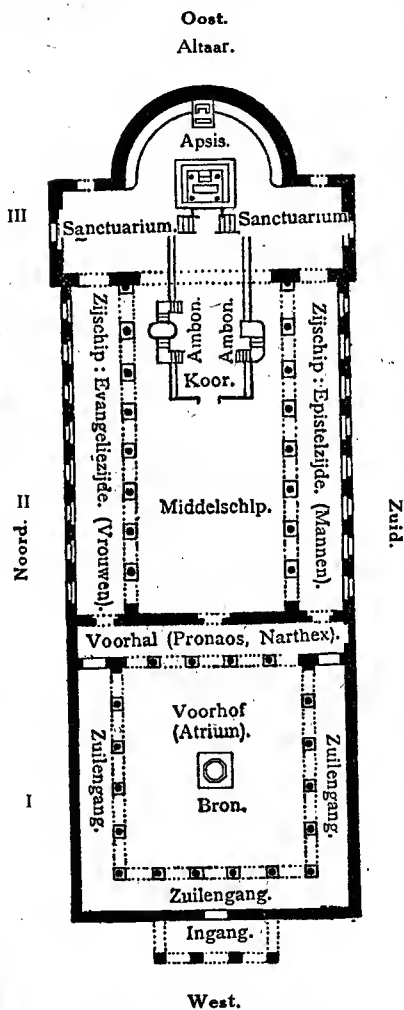 Oost.
Altaar.
Apsis.
III
Sanctuarium.
Sanctuarium
Ambon.
Ambon.
Koor.
Zijschip: Evangeliezijde. (Vrouwen).
Zijschip: Epistelzijde. (Mannen).
II
Noord.
Middelschip.
Zuid.
Voorhal (Pronaos, Narthex).
Voorhof
(Atrium).
Zuilengang.
Zuilengang.
I
Bron.
Zuilengang.
Ingang.
West.